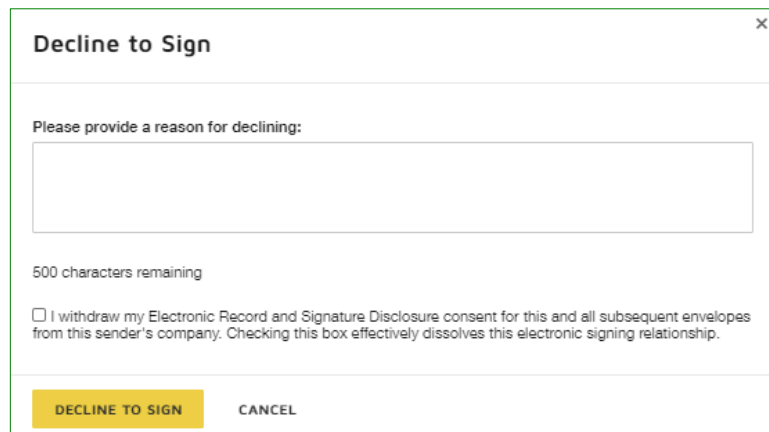 ×
Decline to Sign
Please provide a reason for declining:
500 characters remaining
I withdraw my Electronic Record and Signature Disclosure consent for this and all subsequent envelopes
from this sender's company. Checking this box effectively dissolves this electronic signing relationship.
DECLINE TO SIGN CANCEL